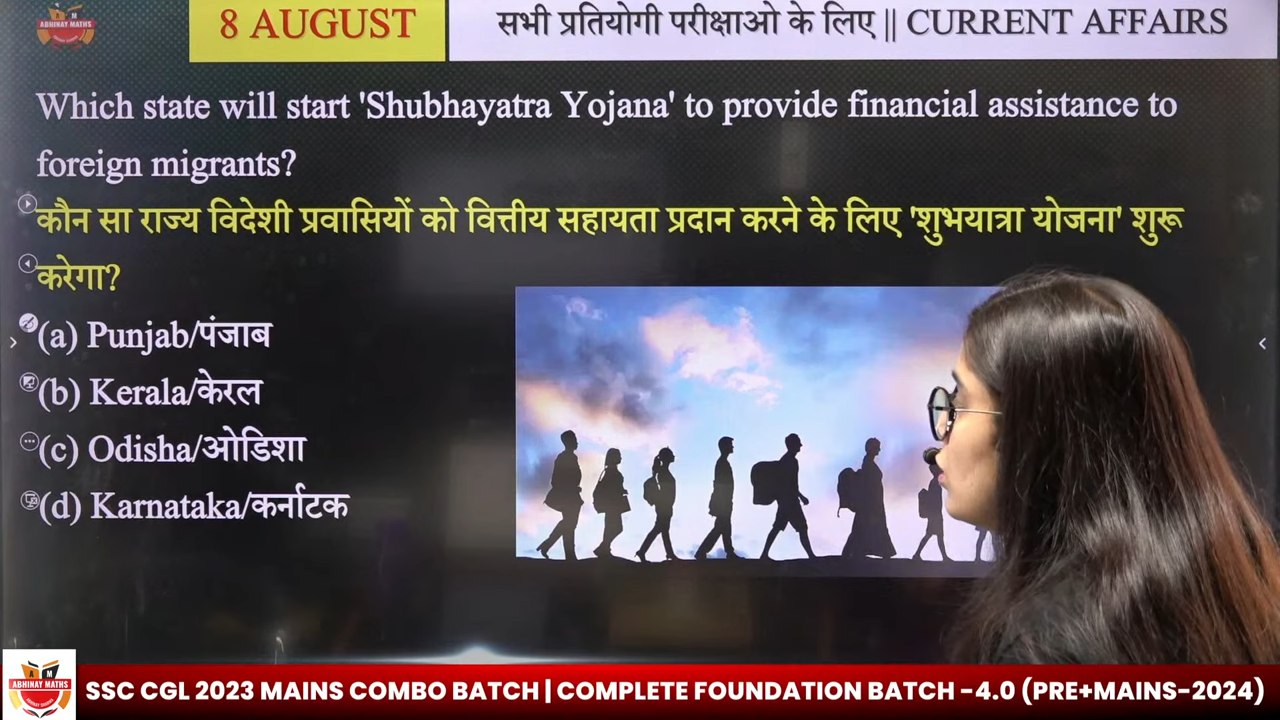 ABHINAY MATHS
8 AUGUST
सभी प्रतियोगी परीक्षाओ के लिए || CURRENT AFFAIRS
Which state will start 'Shubhayatra Yojana' to provide financial assistance to
foreign migrants?
कौन सा राज्य विदेशी प्रवासियों को वित्तीय सहायता प्रदान करने के लिए 'शुभयात्रा योजना' शुरू
करेगा?
(a) Punjab/पंजाब
(b) Kerala/केरल
(c) Odisha/ओडिशा
(d) Karnataka/कर्नाटक
A M
ABHINAY MATHS
SSC CGL 2023 MAINS COMBO BATCH | COMPLETE FOUNDATION BATCH -4.0 (PRE+MAINS-2024)